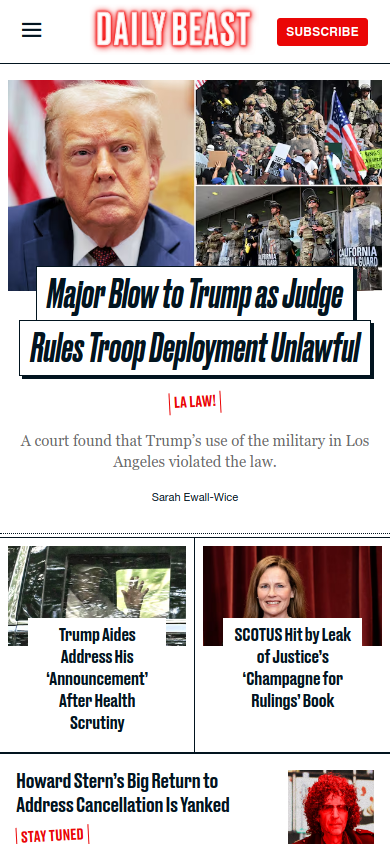 DAILY BEAST
SUBSCRIBE
CALIFORNIA
NATIONAL GUARD
Major Blow to Trump as Judge
Rules Troop Deployment Unlawful
LA LAW!
A court found that Trump’s use of the military in Los
Angeles violated the law.
Sarah Ewall-Wice
Trump Aides
Address His
‘Announcement’
After Health
Scrutiny
SCOTUS Hit by Leak
of Justice’s
‘Champagne for
Rulings’ Book
Howard Stern’s Big Return to
Address Cancellation Is Yanked
STAY TUNED